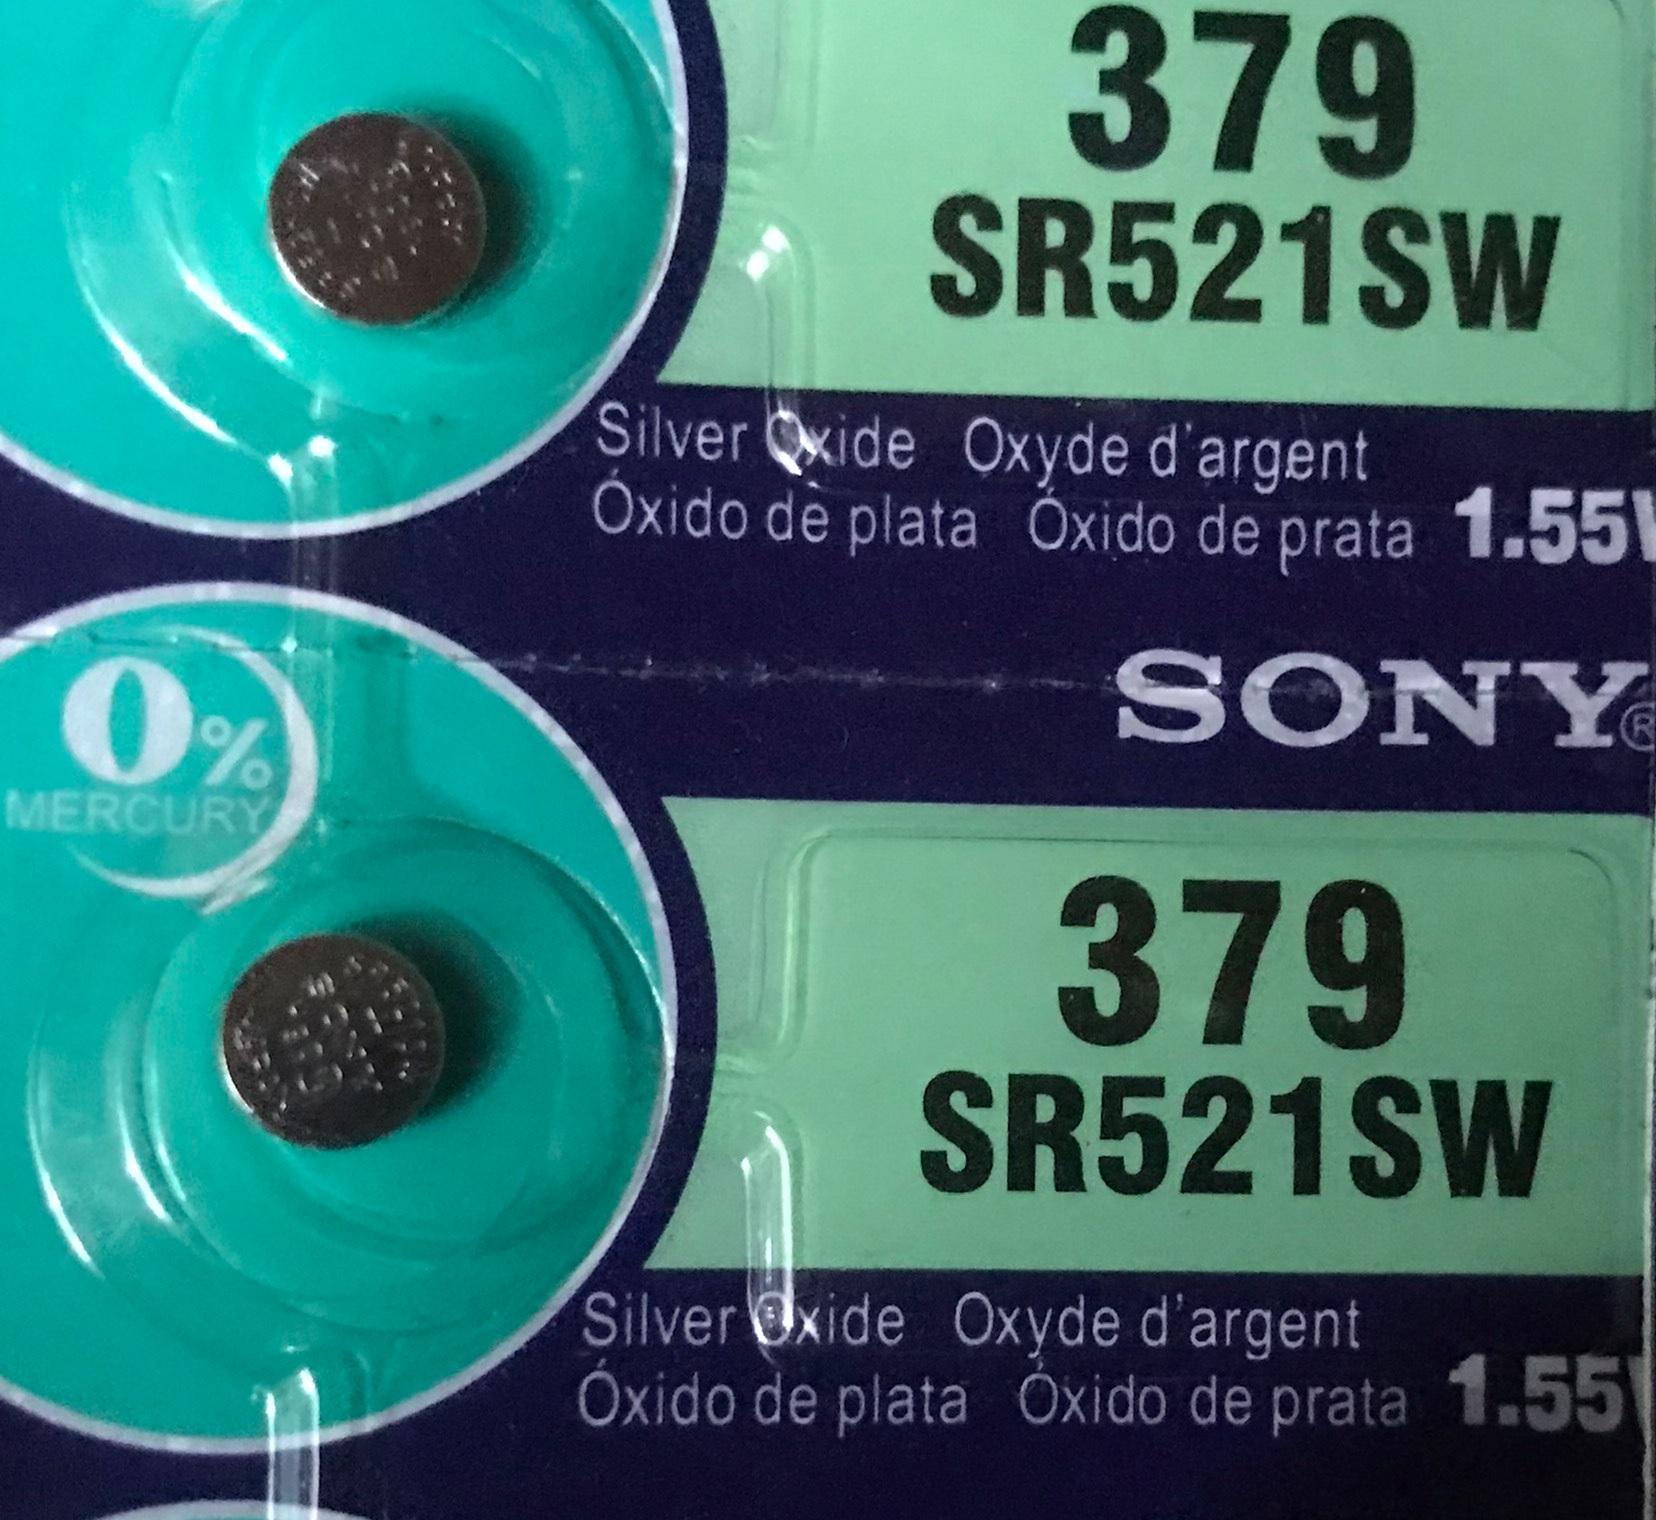 379
SR521SW
Silver Oxide Oxyde d'argent
Óxido de plata Óxido de prata 1.55V
SONY®
0%
MERCURY
379
SR521SW
Silver Oxide Oxyde d'argent
Óxido de plata Óxido de prata 1.55V